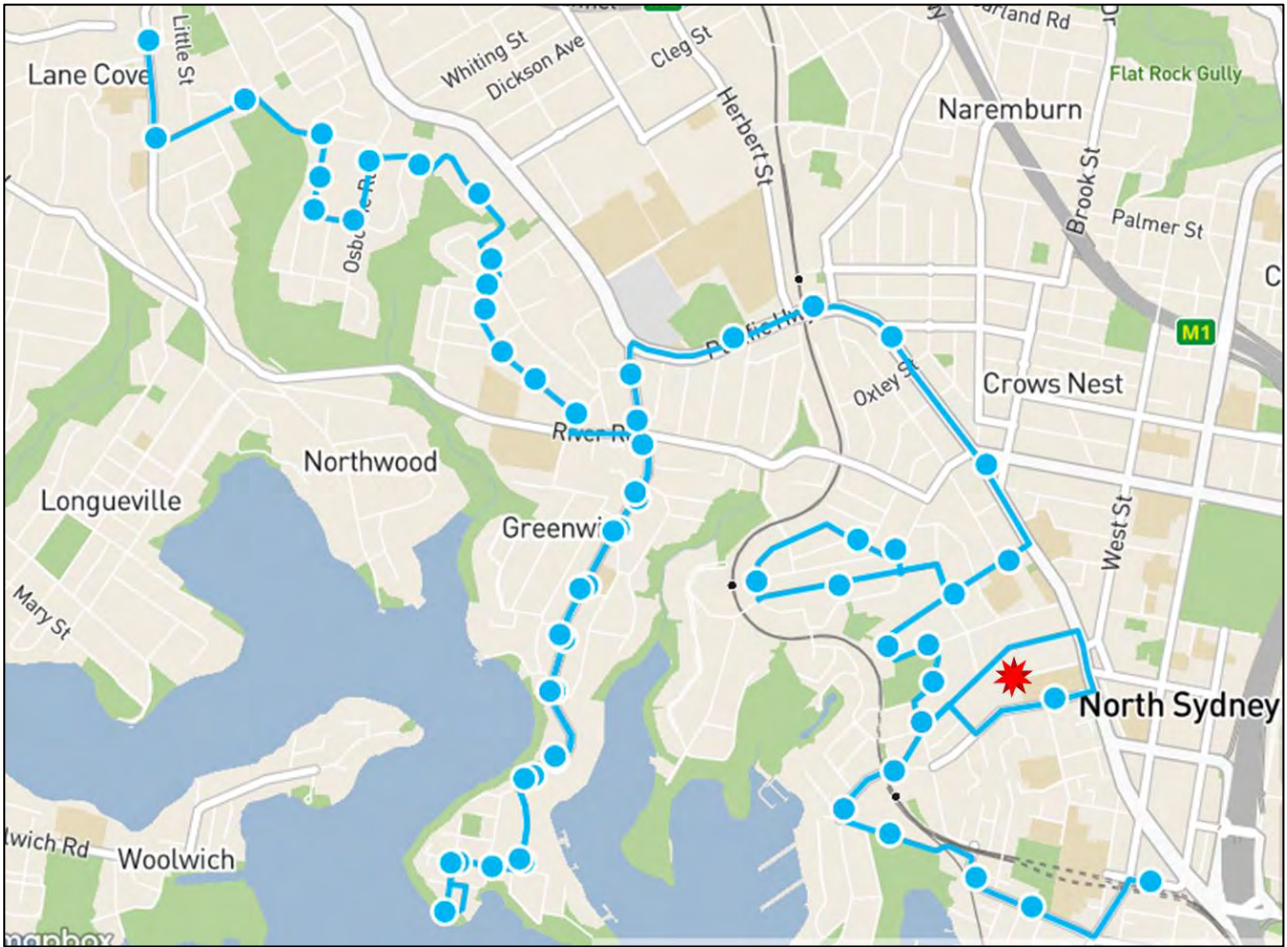 Little St
Lane Cove
Whiting St
Dickson Ave
Cleg St
Herbert St
Naremburn
Flat Rock Gully
Brook St
Palmer St
M1
Pacific Hwy
Oxley St
Crows Nest
River R
Northwood
Longueville
Greenwi
West St
Mary St
North Sydney
lwich Rd
Woolwich
mapbox